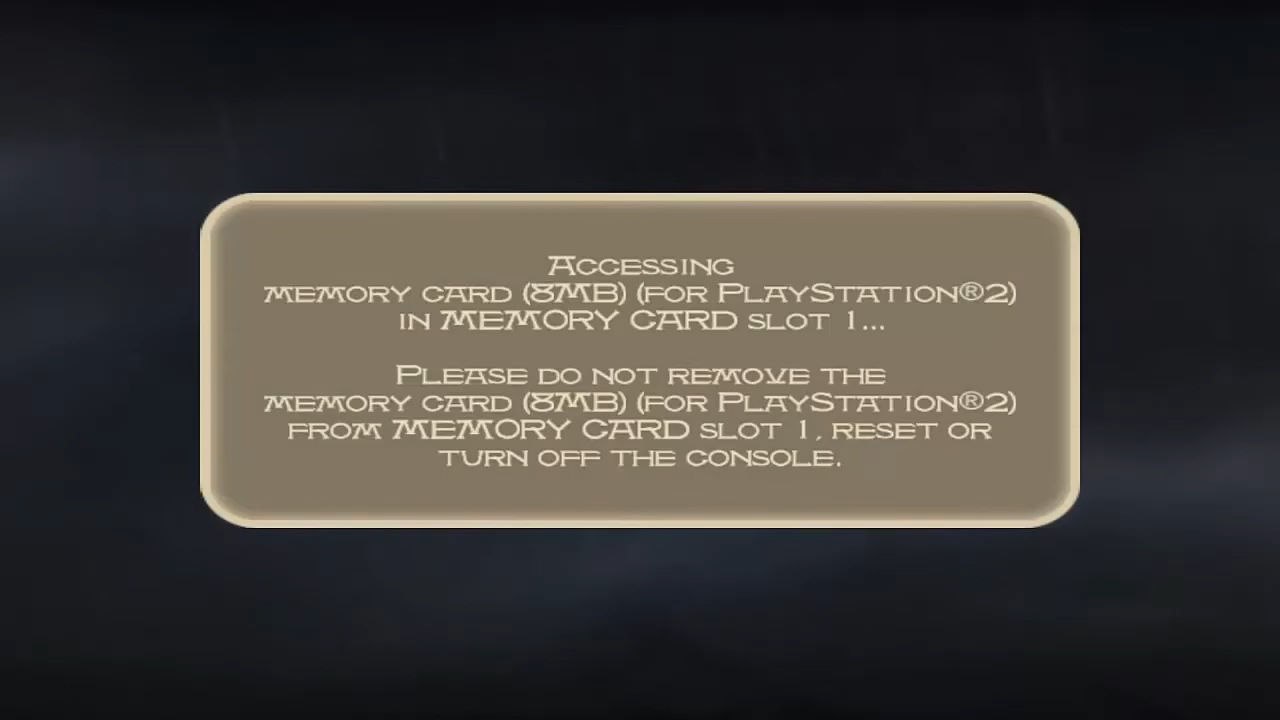 Accessing
memory card (8MB) (for PlayStation®2)
in MEMORY CARD slot 1...
Please do not remove the
memory card (8MB) (for PlayStation®2)
from MEMORY CARD slot 1, reset or
turn off the console.